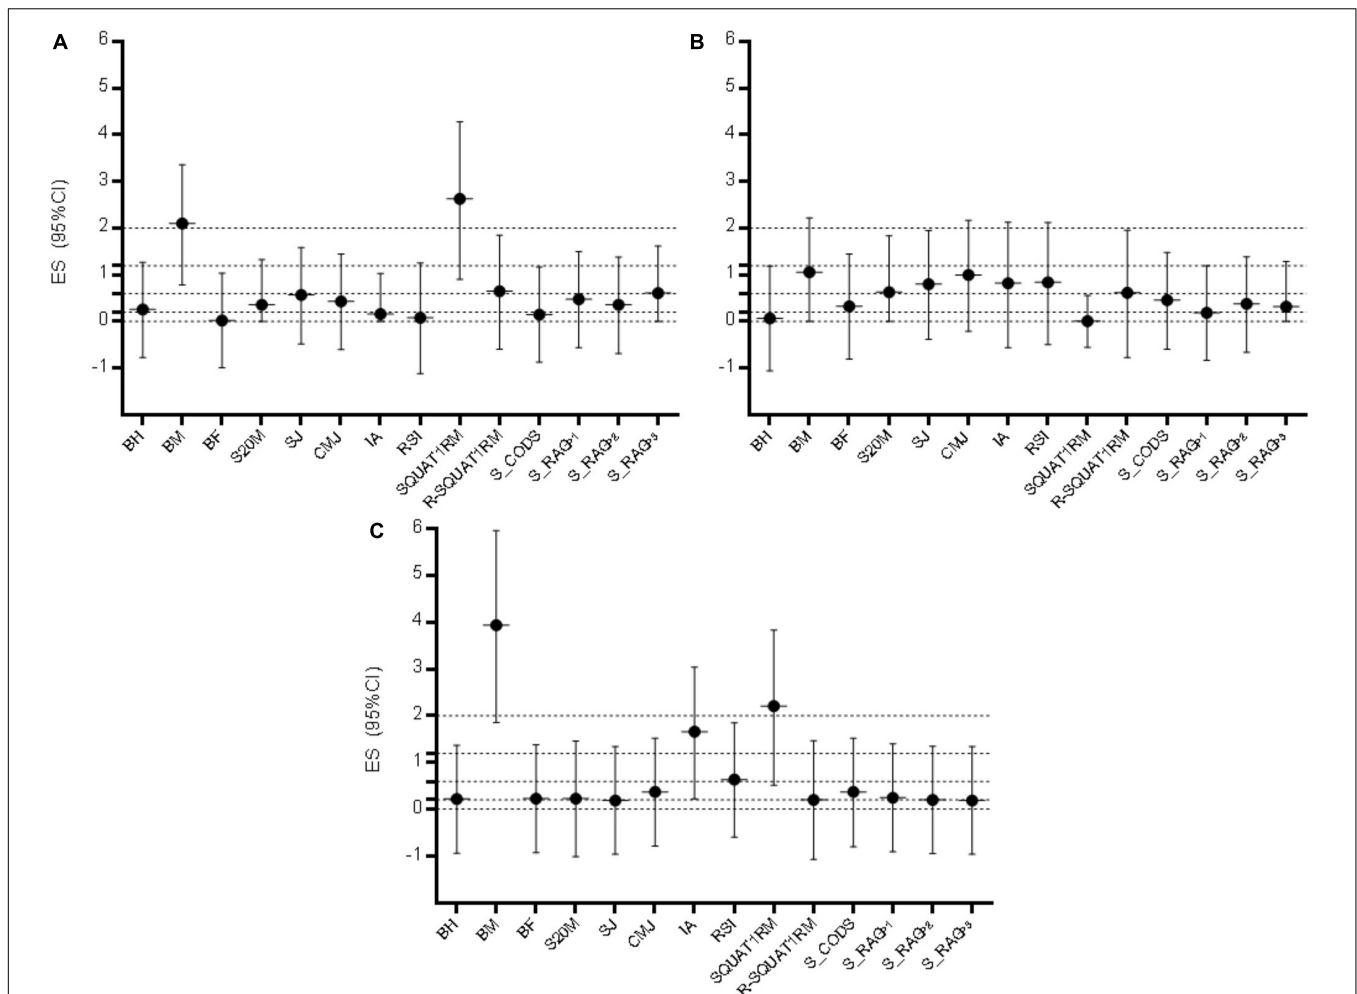 A
6
5
4
3
2
1
0
-1
ES (95%CI)
BH
BM
BF
S20M
SJ
CMJ
IA
RSI
SQUAT1RM
R-SQUAT1RM
S_CODS
S_RAG-1
S_RAG-2
S_RAG-3
B
6
5
4
3
2
1
0
-1
BH
BM
BF
S20M
SJ
CMJ
IA
RSI
SQUAT1RM
R-SQUAT1RM
S_CODS
S_RAG-1
S_RAG-2
S_RAG-3
C
6
5
4
3
2
1
0
-1
ES (95%CI)
BH
BM
BF
S20M
SJ
CMJ
IA
RSI
SQUAT1RM
R-SQUAT1RM
S_CODS
S_RAG-1
S_RAG-2
S_RAG-3